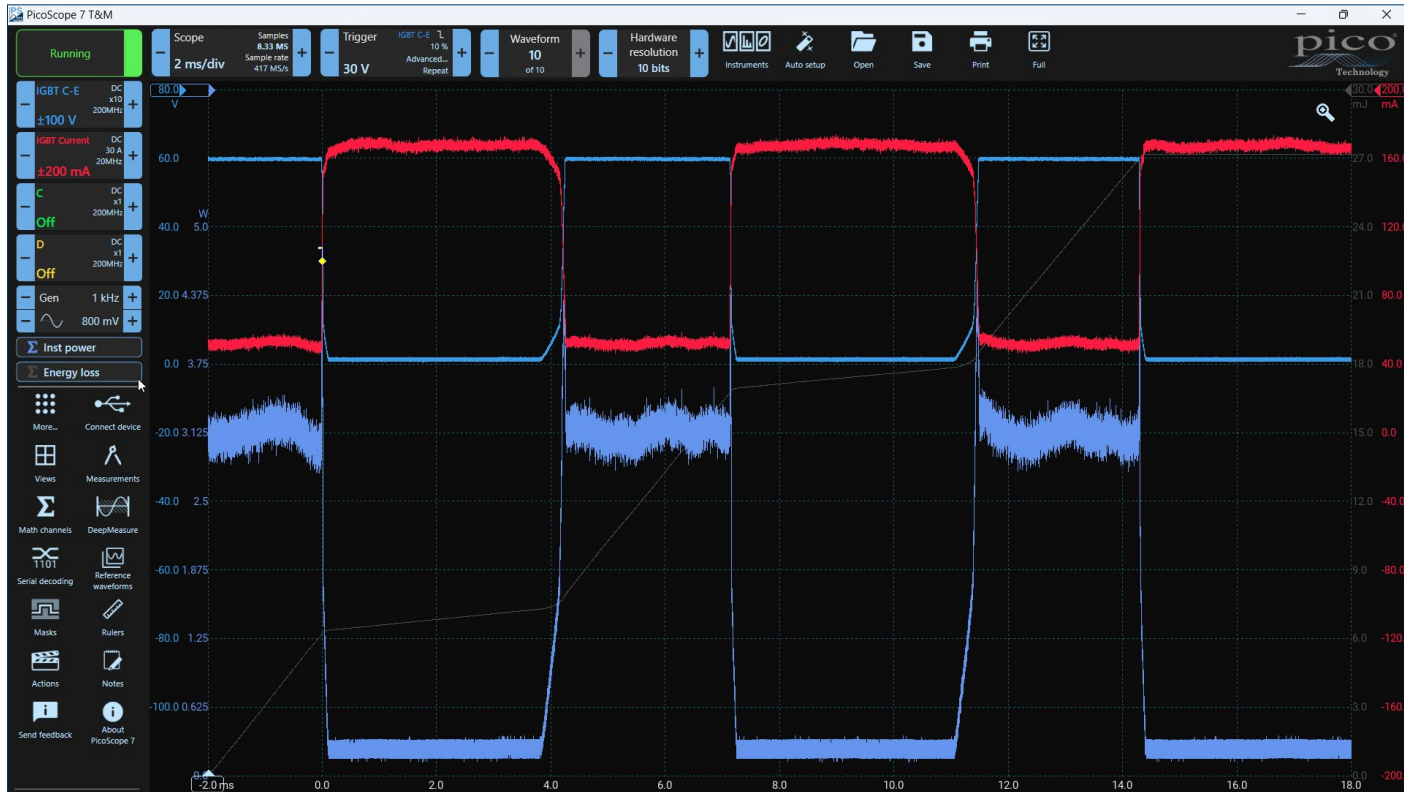 PicoScope 7 T&M
Running
Scope
2 ms/div
Samples
8.33 MS
Sample rate
417 MS/s
Trigger
30 V
IGBT C-E
10 %
Advanced...
Repeat
Waveform
10
of 10
Hardware
resolution
10 bits
Instruments
Auto setup
Open
Save
Print
Full
pico
Technology
IGBT C-E
DC
x10
200MHz
±100 V
IGBT Current
DC
30 A
20MHz
±200 mA
C
DC
x1
200MHz
Off
D
DC
x1
200MHz
Off
Gen
1 kHz
800 mV
Σ Inst power
Σ Energy loss
More...
Connect device
Views
Measurements
Math channels
DeepMeasure
1101
Serial decoding
Reference
waveforms
Masks
Rulers
Actions
Notes
Send feedback
About
PicoScope 7
80.0
V
60.0
W
40.0 5.0
20.0 4.375
0.0 3.75
-20.0 3.125
-40.0 2.5
-60.0 1.875
-80.0 1.25
-100.0 0.625
0.0
-2.0 ms
0.0
2.0
4.0
6.0
8.0
10.0
12.0
14.0
16.0
18.0
30.0 200.0
mJ mA
27.0 160.0
24.0 120.0
21.0 80.0
18.0 40.0
15.0 0.0
12.0 -40.0
9.0 -80.0
6.0 -120.0
3.0 -160.0
0.0 -200.0